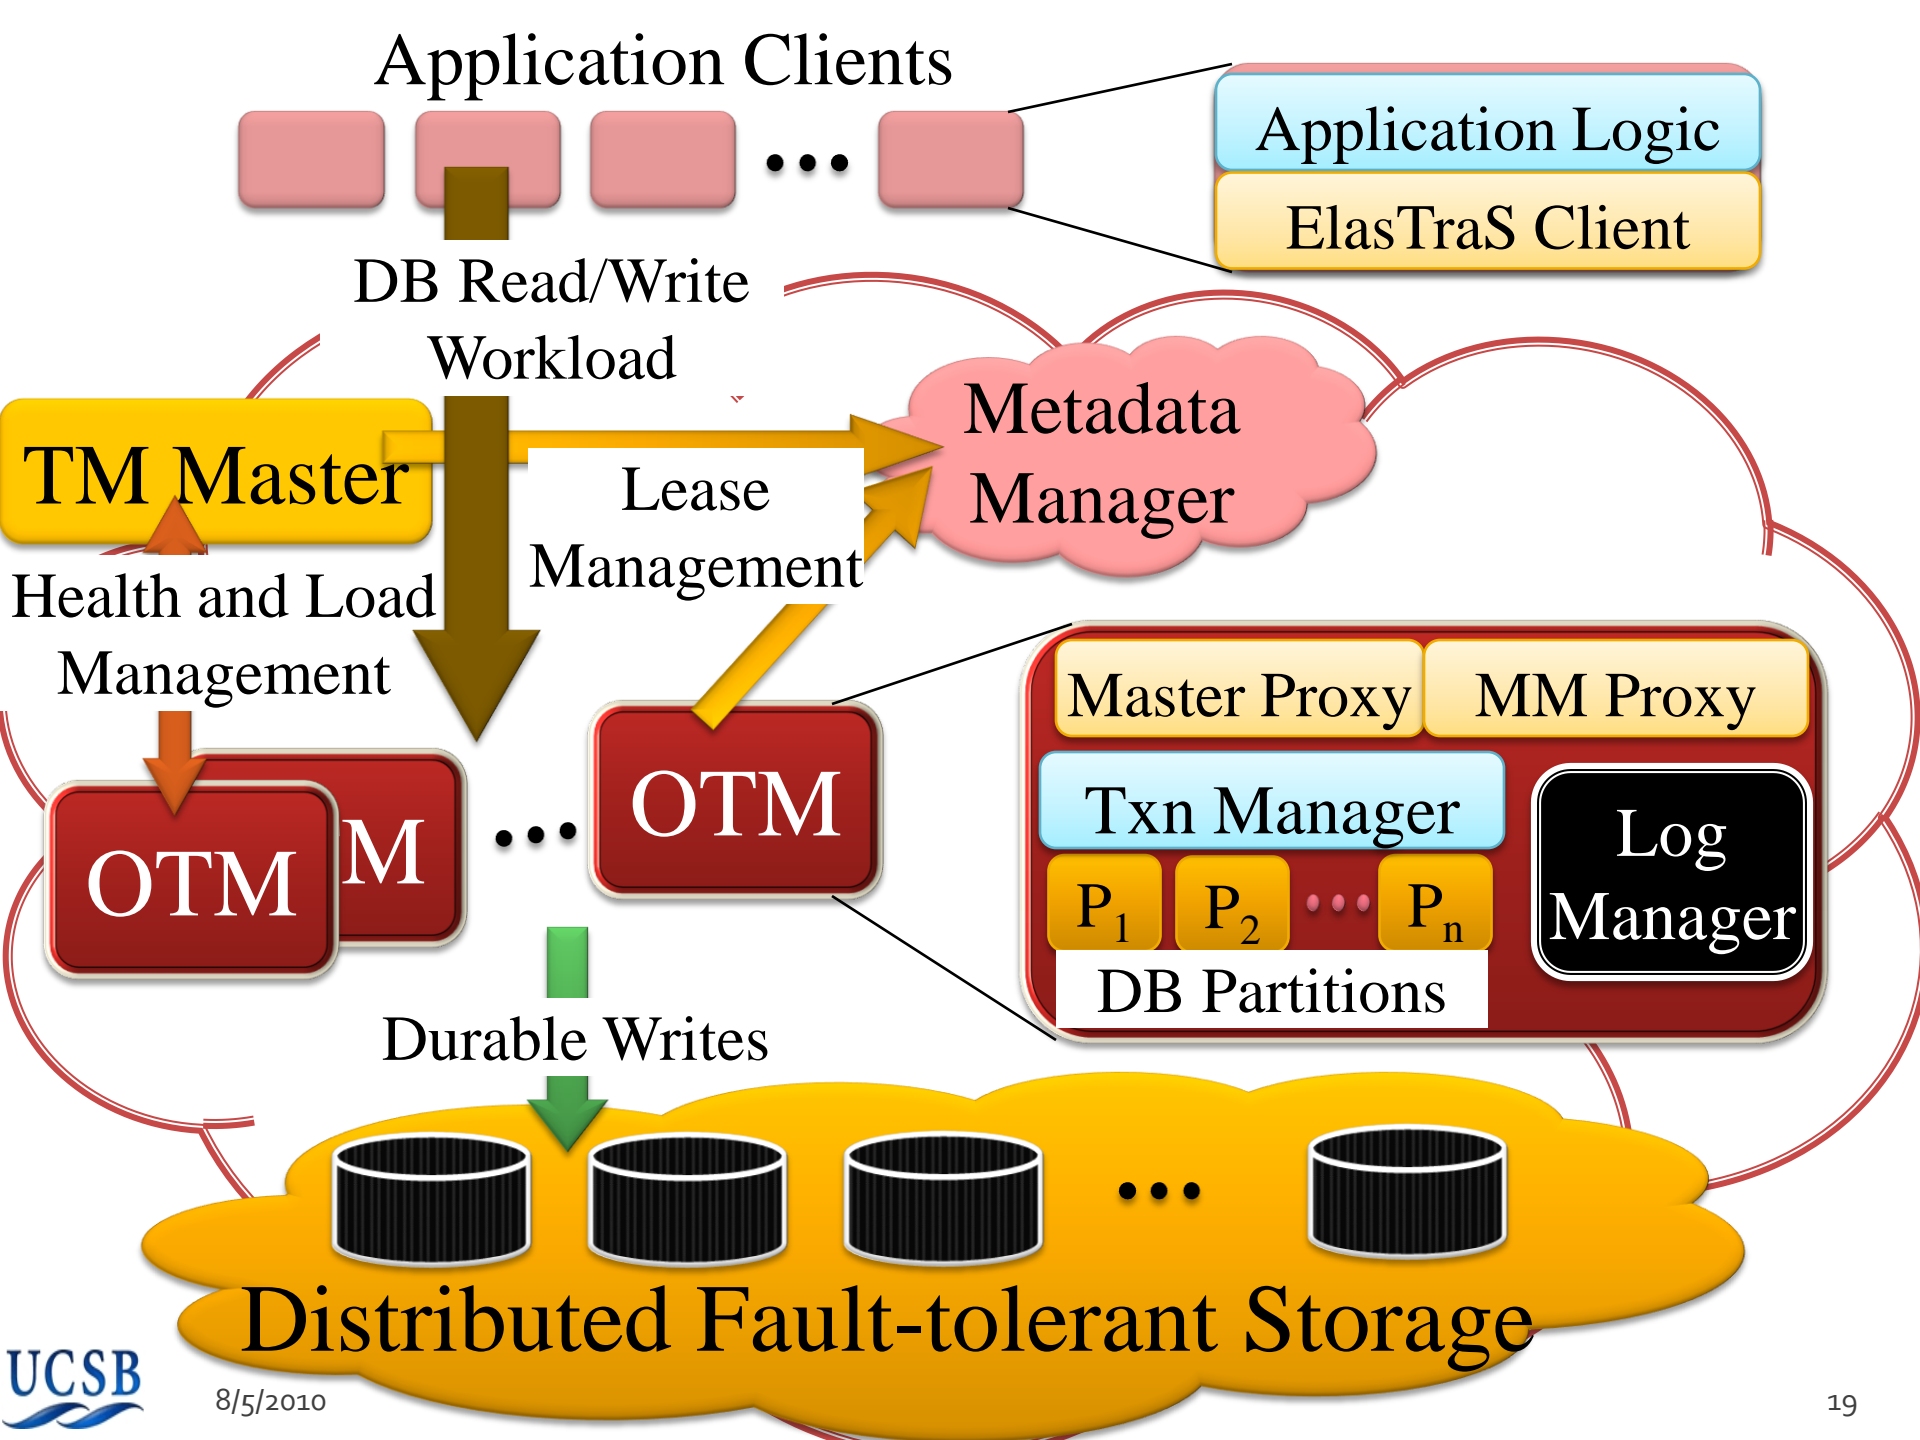 Application Clients
Application Logic
ElasTraS Client
DB Read/Write
Workload
Metadata
Manager
TM Master
Lease
Management
Health and Load
Management
Master Proxy
MM Proxy
OTM
OTM
M
Txn Manager
Log
Manager
P1
P2
Pn
DB Partitions
Durable Writes
Distributed Fault-tolerant Storage
UCSB
8/5/2010
19